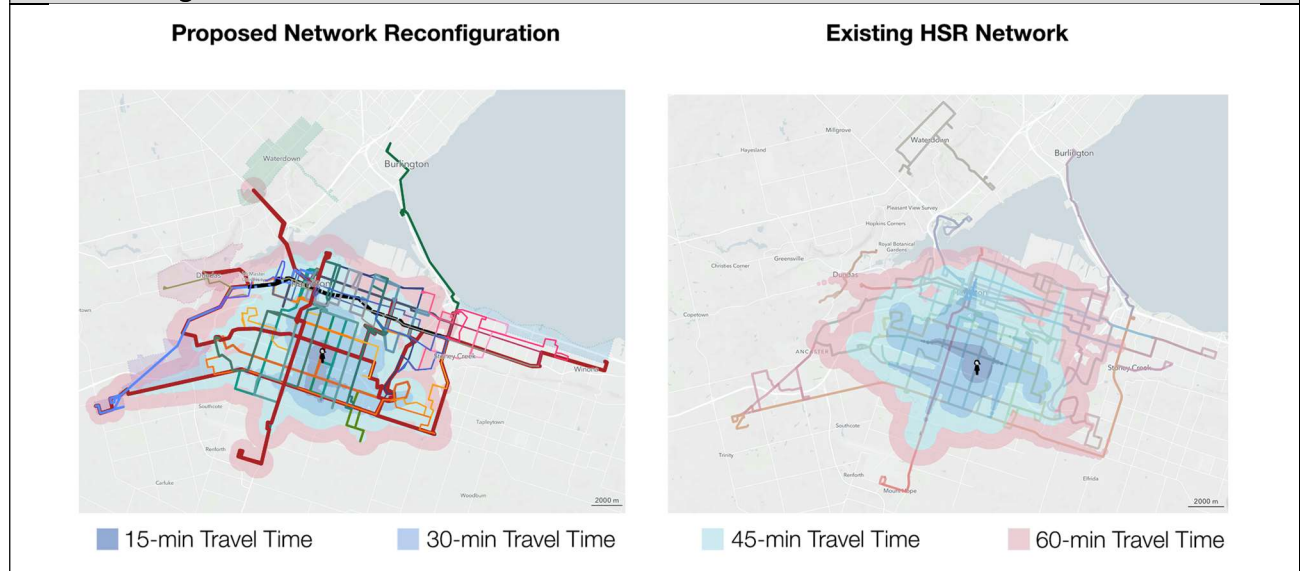 Proposed Network Reconfiguration
Existing HSR Network
Waterdown
Burlington
Dundas
Stoney Creek
Winona
Southcote
Renforth
Carluke
Tapleytown
Woodburn
2000 m
Millgrove
Hayesland
Waterdown
Burlington
Pleasant View Survey
Hopkins Corners
Royal Botanical
Gardens
Christies Corner
Greensville
Dundas
Copetown
ANCASTER
Stoney Creek
Southcote
Trinity
Renforth
Mount Hope
Elfrida
2000 m
15-min Travel Time
30-min Travel Time
45-min Travel Time
60-min Travel Time